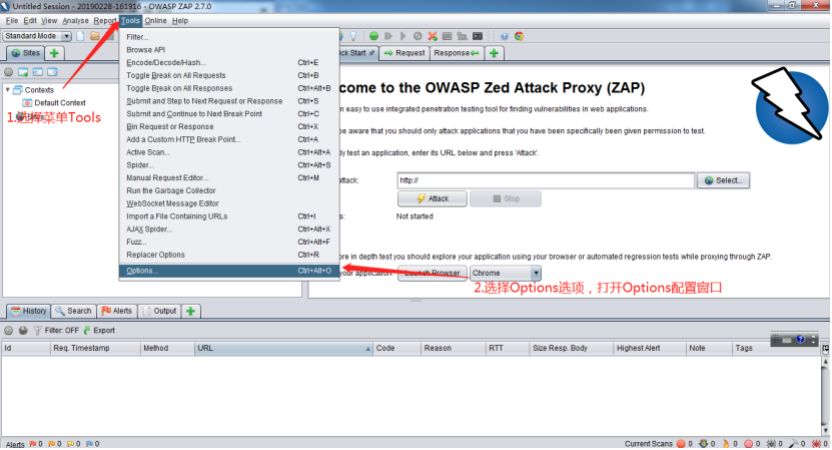 Untitled Session - 20190228-161916 - OWASP ZAP 2.7.0
File Edit View Analyse Report Tools Online Help
Standard Mode
Sites
Quick Start Request Response
Contexts
Default Context
1.选择菜单Tools
Filter...
Browse API
Encode/Decode/Hash... Ctrl+E
Toggle Break on All Requests Ctrl+B
Toggle Break on All Responses Ctrl+Alt+B
Submit and Step to Next Request or Response Ctrl+S
Submit and Continue to Next Break Point Ctrl+C
Bin Request or Response Ctrl+X
Add a Custom HTTP Break Point... Ctrl+A
Active Scan... Ctrl+Alt+A
Spider... Ctrl+Alt+S
Manual Request Editor... Ctrl+M
Run the Garbage Collector
WebSocket Message Editor
Import a File Containing URLs Ctrl+I
AJAX Spider... Ctrl+Alt+X
Fuzz... Ctrl+Alt+F
Replacer Options Ctrl+R
Options... Ctrl+Alt+O
come to the OWASP Zed Attack Proxy (ZAP)
easy to use integrated penetration testing tool for finding vulnerabilities in web applications.
be aware that you should only attack applications that you have been specifically been given permission to test.
test an application, enter its URL below and press 'Attack'.
attack: http:// Select...
Attack Stop
Not started
in depth test you should explore your application using your browser or automated regression tests while proxying through ZAP.
your application: Launch Browser Chrome
2.选择Options选项，打开Options配置窗口
History Search Alerts Output
Filter: OFF Export
Id Req. Timestamp Method URL Code Reason RTT Size Resp. Body Highest Alert Note Tags
Alerts 0 0 0 0 Current Scans 0 0 0 0 0 0 0 0